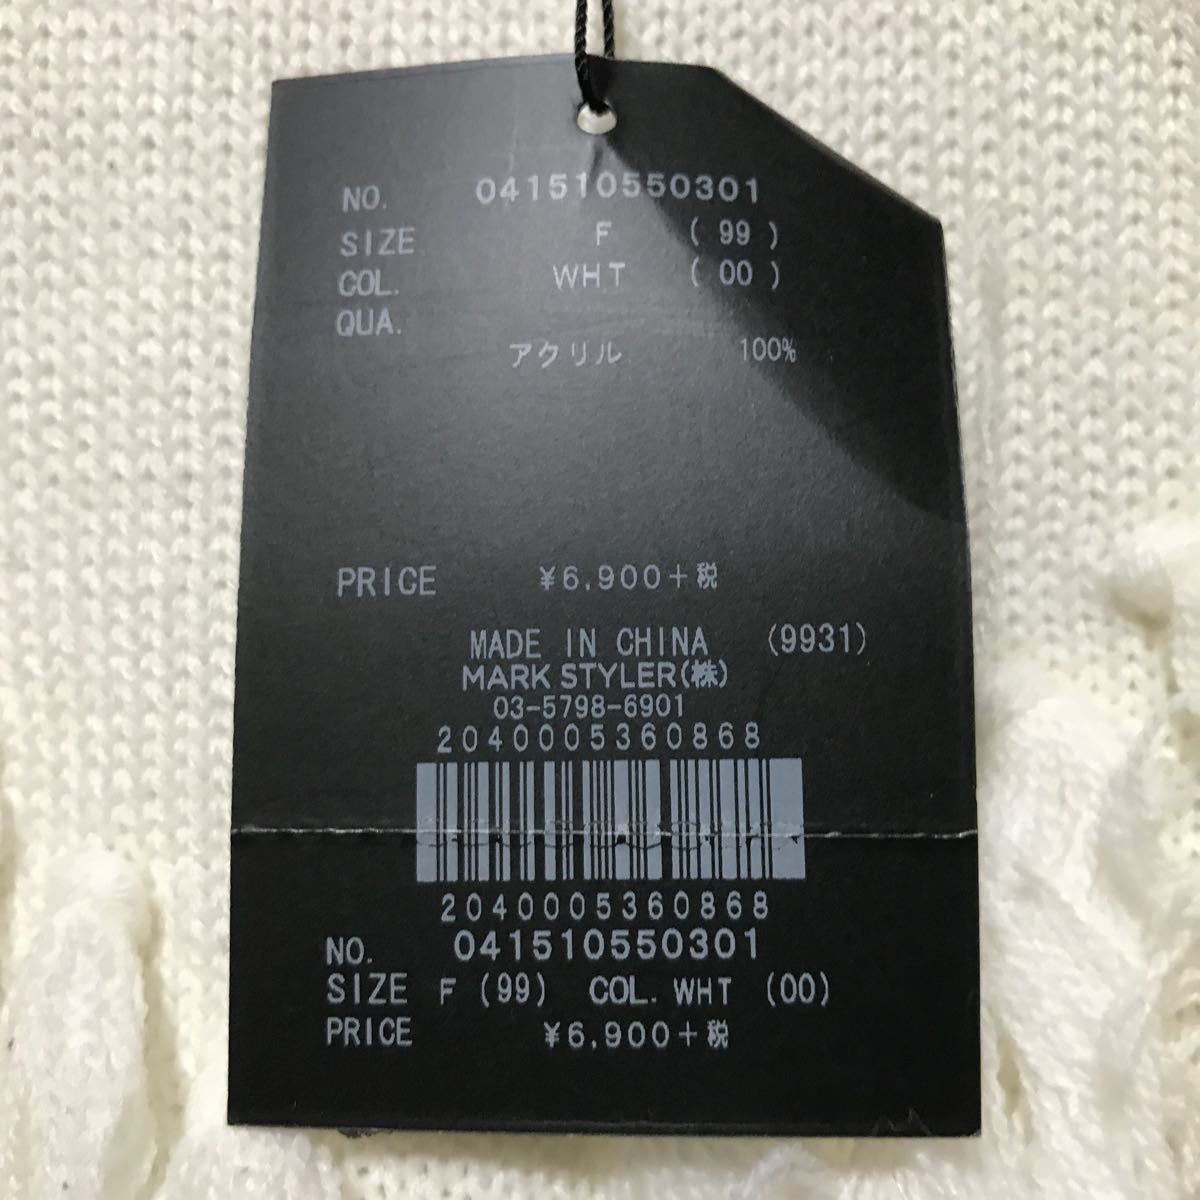 NO. 041510550301
SIZE F (99)
COL. WHT (00)
QUA.
アクリル 100%
PRICE ¥6,900+税
MADE IN CHINA (9931)
MARK STYLER(株)
03-5798-6901
2040005360868
2040005360868
NO. 041510550301
SIZE F (99) COL. WHT (00)
PRICE ¥6,900+税